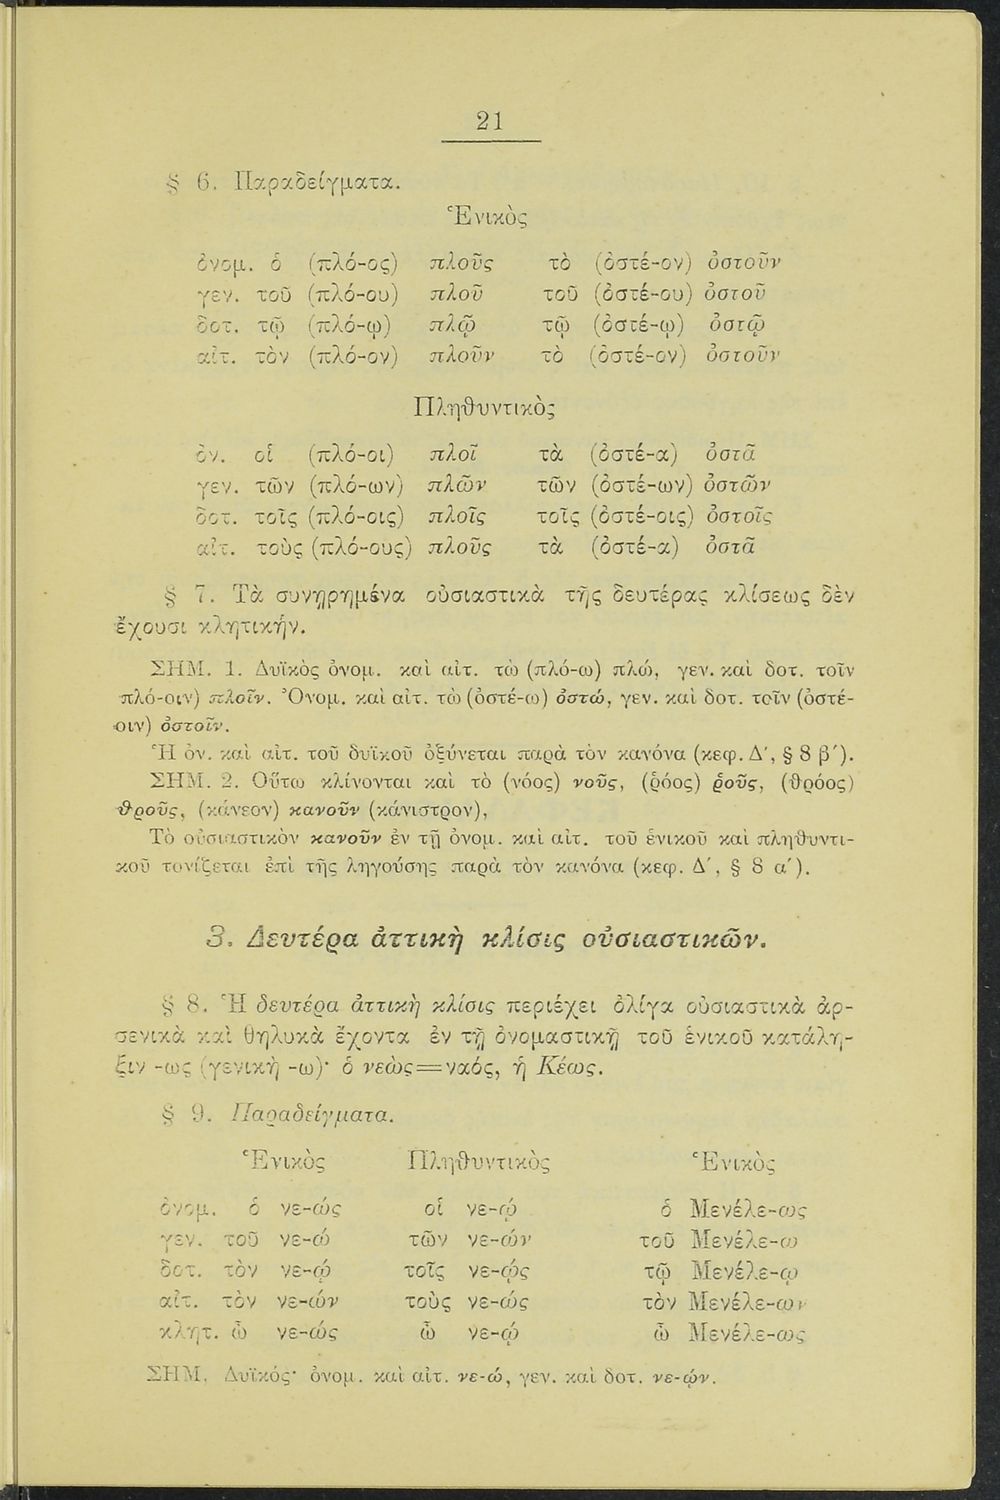 21
§ 6. Παραδείγματα.
Ἑνικὸς
ὀνομ. ὁ (πλό-ος) πλοῦς τὸ (ὀστέ-ον) ὀστοῦν
γεν. τοῦ (πλό-ου) πλοῦ τοῦ (ὀστέ-ου) ὀστοῦ
δοτ. τῷ (πλό-ῳ) πλῷ τῷ (ὀστέ-ῳ) ὀστῷ
αἰτ. τὸν (πλό-ον) πλοῦν τὸ (ὀστέ-ον) ὀστοῦν
Πληθυντικὸς
ὀν. οἱ (πλό-οι) πλοῖ τὰ (ὀστέ-α) ὀστᾶ
γεν. τῶν (πλό-ων) πλῶν τῶν (ὀστέ-ων) ὀστῶν
δοτ. τοῖς (πλό-οις) πλοῖς τοῖς (ὀστέ-οις) ὀστοῖς
αἰτ. τοὺς (πλό-ους) πλοῦς τὰ (ὀστέ-α) ὀστᾶ
§ 7. Τὰ συνῃρημένα οὐσιαστικὰ τῆς δευτέρας κλίσεως δὲν
ἔχουσι κλητικήν.
ΣΗΜ. 1. Δυϊκὸς ὀνομ. καὶ αἰτ. τὼ (πλό-ω) πλώ, γεν. καὶ δοτ. τοῖν
πλό-οιν) πλοῖν. Ὀνομ. καὶ αἰτ. τὼ (ὀστέ-ω) ὀστώ, γεν. καὶ δοτ. τοῖν (ὀστέ-
οιν) ὀστοῖν.
Ἡ ὀν. καὶ αἰτ. τοῦ δυϊκοῦ ὀξύνεται παρὰ τὸν κανόνα (κεφ. Δ', § 8 β').
ΣΗΜ. 2. Οὕτω κλίνονται καὶ τὸ (νόος) νοῦς, (ῥόος) ῥοῦς, (θρόος)
θροῦς, (κάνεον) κανοῦν (κάνιστρον),
Τὸ οὐσιαστικὸν κανοῦν ἐν τῇ ὀνομ. καὶ αἰτ. τοῦ ἑνικοῦ καὶ πληθυντι-
κοῦ τονίζεται ἐπὶ τῆς ληγούσης παρὰ τὸν κανόνα (κεφ. Δ', § 8 α').
3. Δευτέρα ἀττικὴ κλίσις οὐσιαστικῶν.
§ 8. Ἡ δευτέρα ἀττικὴ κλίσις περιέχει ὀλίγα οὐσιαστικὰ ἀρ-
σενικὰ καὶ θηλυκὰ ἔχοντα ἐν τῇ ὀνομαστικῇ τοῦ ἑνικοῦ κατάλη-
ξιν -ως (γενικὴ -ω)· ὁ νεὼς=ναός, ἡ Κέως.
§ 9. Παραδείγματα.
Ἑνικὸς Πληθυντικὸς Ἑνικὸς
ὀνομ. ὁ νε-ώς οἱ νε-ῴ ὁ Μενέλε-ως
γεν. τοῦ νε-ώ τῶν νε-ών τοῦ Μενέλε-ω
δοτ. τὸν νε-ῴ τοῖς νε-ῴς τῷ Μενέλε-ῳ
αἰτ. τὸν νε-ών τοὺς νε-ώς τὸν Μενέλε-ων
κλητ. ὦ νε-ώς ὦ νε-ῴ ὦ Μενέλε-ως
ΣΗΜ. Δυϊκός· ὀνομ. καὶ αἰτ. νε-ώ, γεν. καὶ δοτ. νε-ῴν.